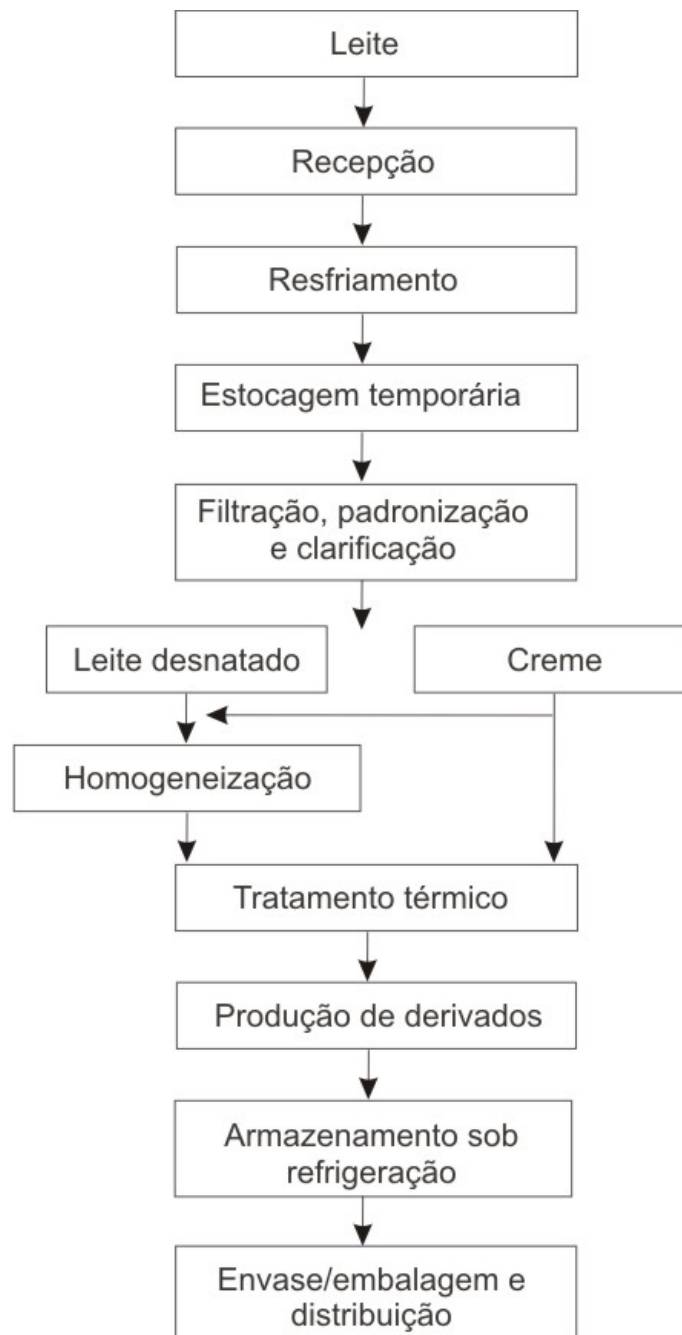 Leite
Recepção
Resfriamento
Estocagem temporária
Filtração, padronização
e clarificação
Leite desnatado
Creme
Homogeneização
Tratamento térmico
Produção de derivados
Armazenamento sob
refrigeração
Envase/embalagem e
distribuição